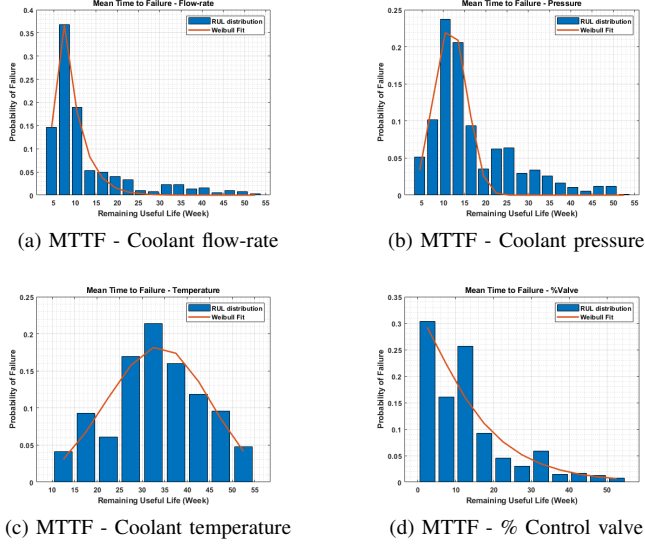 Mean Time to Failure - Flow-rate
RUL distribution
Weibull Fit
Probability of Failure
0.4
0.35
0.3
0.25
0.2
0.15
0.1
0.05
0
5 10 15 20 25 30 35 40 45 50 55
Remaining Useful Life (Week)
(a) MTTF - Coolant flow-rate
Mean Time to Failure - Pressure
RUL distribution
Weibull Fit
Probability of Failure
0.25
0.2
0.15
0.1
0.05
0
5 10 15 20 25 30 35 40 45 50 55
Remaining Useful Life (Week)
(b) MTTF - Coolant pressure
Mean Time to Failure - Temperature
RUL distribution
Weibull Fit
Probability of Failure
0.25
0.2
0.15
0.1
0.05
0
10 15 20 25 30 35 40 45 50 55
Remaining Useful Life (Week)
(c) MTTF - Coolant temperature
Mean Time to Failure - %Valve
RUL distribution
Weibull Fit
Probability of Failure
0.35
0.3
0.25
0.2
0.15
0.1
0.05
0
0 10 20 30 40 50
Remaining Useful Life (Week)
(d) MTTF - % Control valve